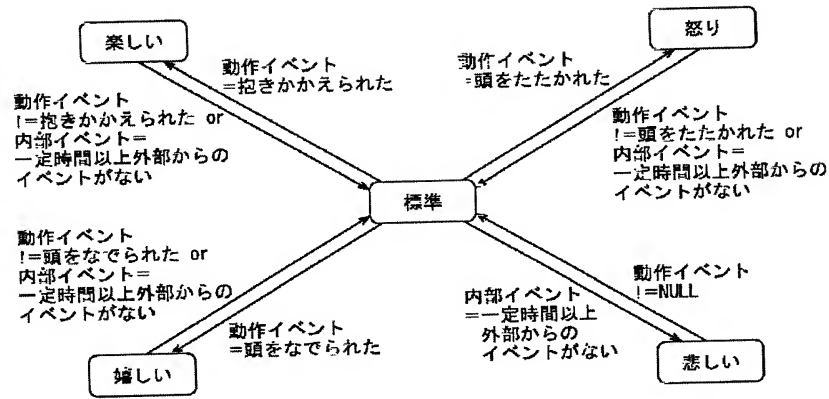 楽しい
怒り
動作イベント
=抱きかかえられた
動作イベント
=頭をたたかれた
動作イベント
!=抱きかかえられた or
内部イベント=
一定時間以上外部からの
イベントがない
動作イベント
!=頭をたたかれた or
内部イベント=
一定時間以上外部からの
イベントがない
標準
動作イベント
!=頭をなでられた or
内部イベント=
一定時間以上外部からの
イベントがない
動作イベント
=頭をなでられた
内部イベント
=一定時間以上
外部からの
イベントがない
動作イベント
!=NULL
嬉しい
悲しい